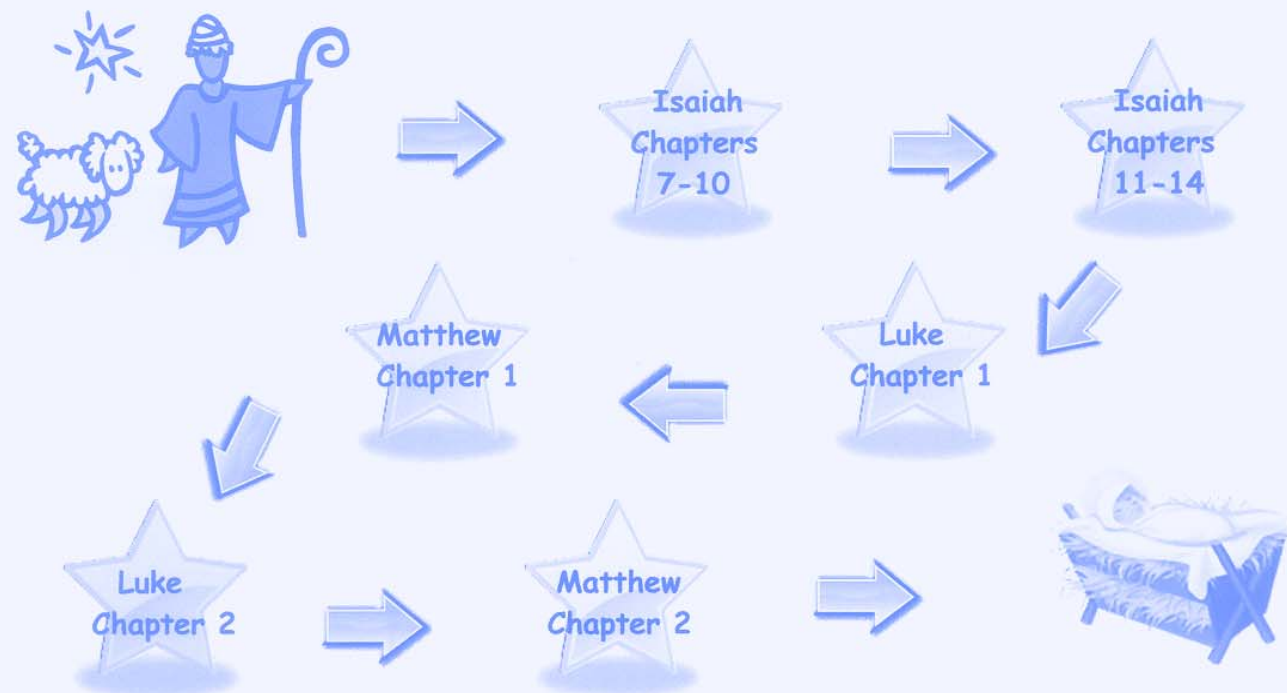 Isaiah
Chapters
7-10
Isaiah
Chapters
11-14
Luke
Chapter 1
Matthew
Chapter 1
Luke
Chapter 2
Matthew
Chapter 2